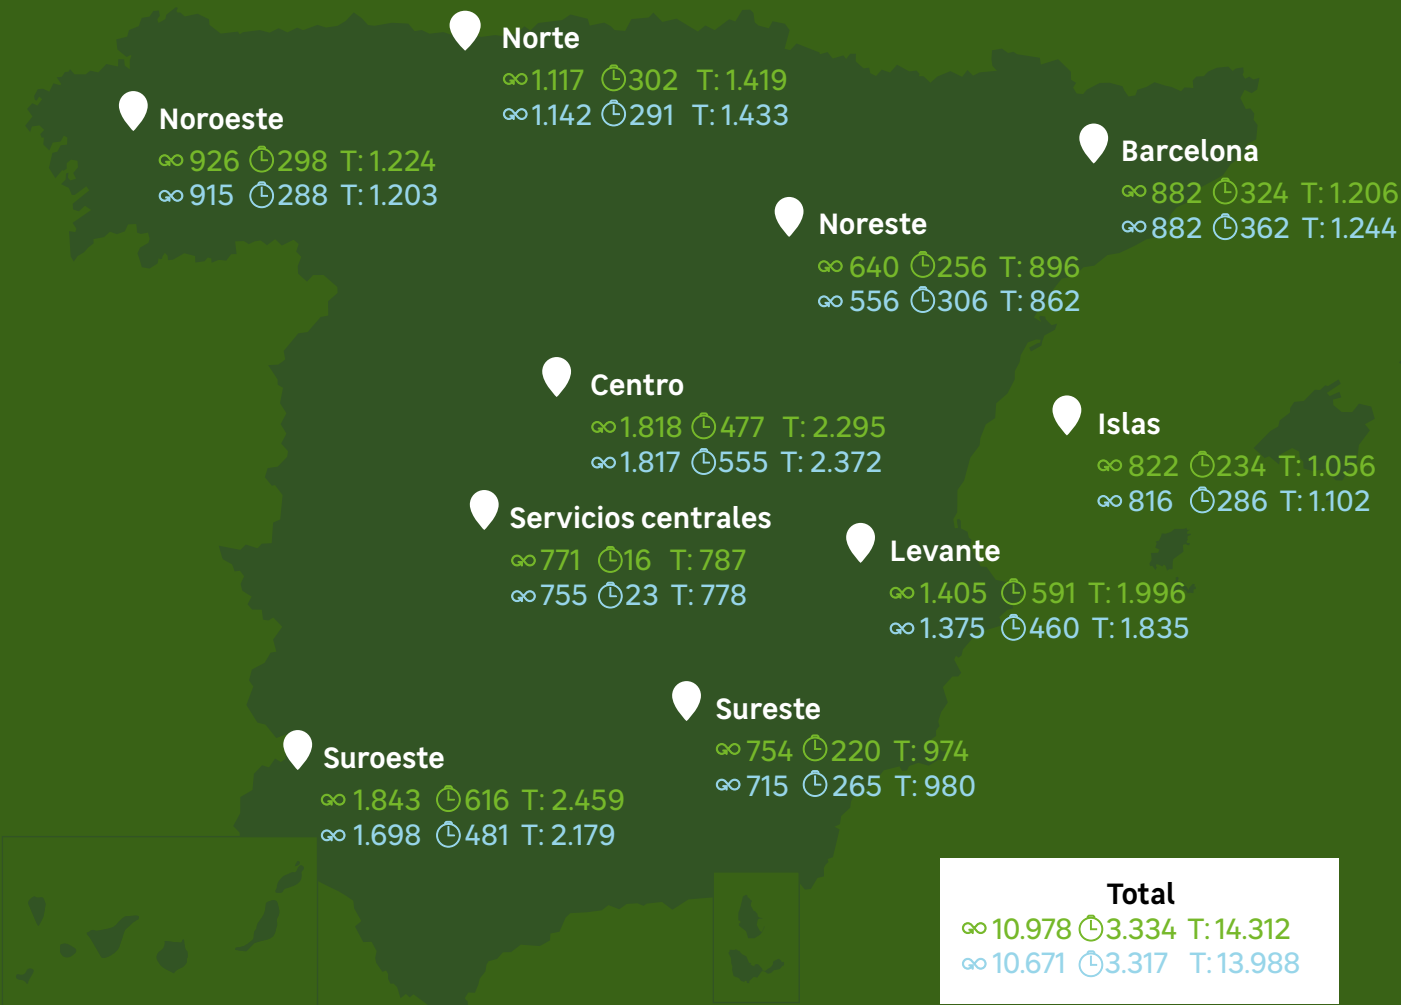 Norte
1.117 302 T: 1.419
1.142 291 T: 1.433
Noroeste
926 298 T: 1.224
915 288 T: 1.203
Barcelona
882 324 T: 1.206
882 362 T: 1.244
Noreste
640 256 T: 896
556 306 T: 862
Centro
1.818 477 T: 2.295
1.817 555 T: 2.372
Islas
822 234 T: 1.056
816 286 T: 1.102
Servicios centrales
771 16 T: 787
755 23 T: 778
Levante
1.405 591 T: 1.996
1.375 460 T: 1.835
Sureste
754 220 T: 974
715 265 T: 980
Suroeste
1.843 616 T: 2.459
1.698 481 T: 2.179
Total
10.978 3.334 T: 14.312
10.671 3.317 T: 13.988